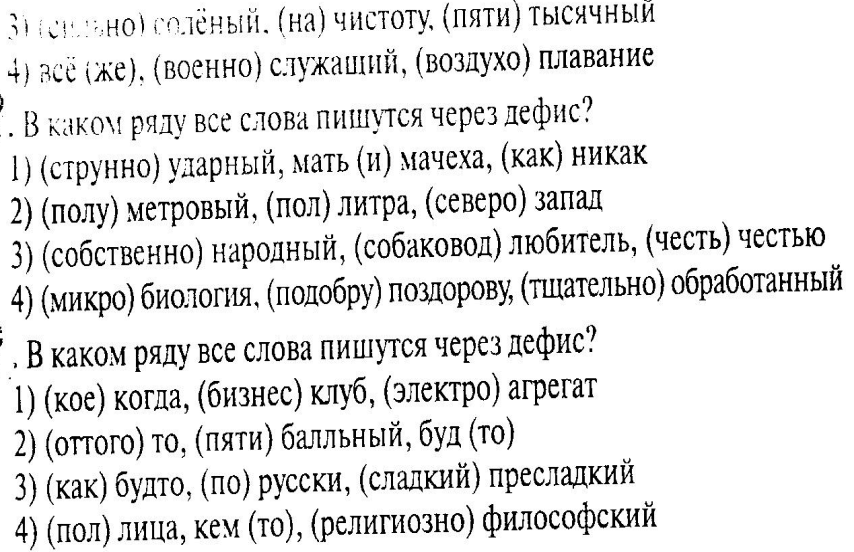 3) (сильно) солёный, (на) чистоту, (пяти) тысячный
4) всё (же), (военно) служащий, (воздухо) плавание
. В каком ряду все слова пишутся через дефис?
1) (струнно) ударный, мать (и) мачеха, (как) никак
2) (полу) метровый, (пол) литра, (северо) запад
3) (собственно) народный, (собаковод) любитель, (честь) честью
4) (микро) биология, (подобру) поздорову, (тщательно) обработанный
. В каком ряду все слова пишутся через дефис?
1) (кое) когда, (бизнес) клуб, (электро) агрегат
2) (оттого) то, (пяти) балльный, буд (то)
3) (как) будто, (по) русски, (сладкий) пресладкий
4) (пол) лица, кем (то), (религиозно) философский